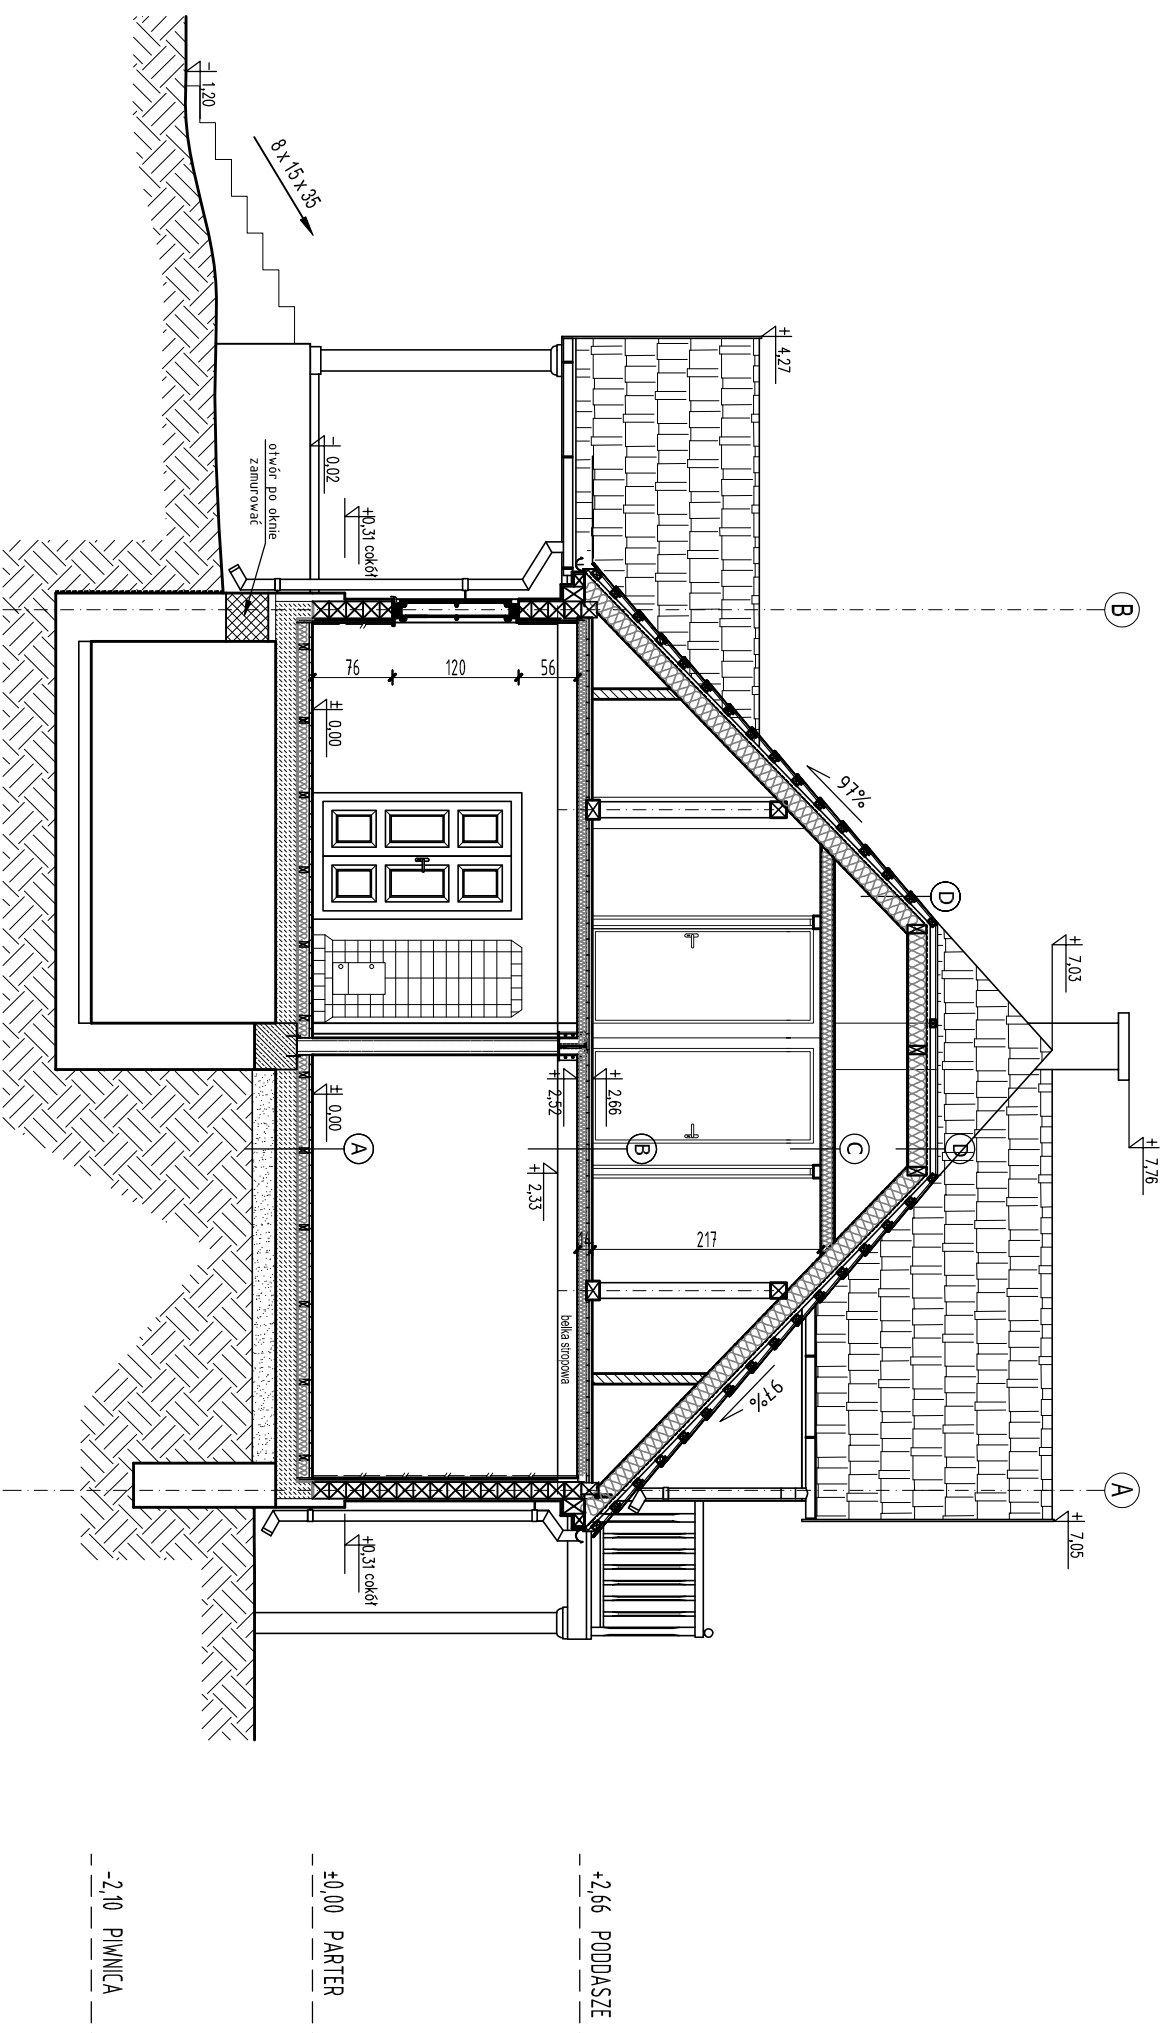 B
A
+ 7,76
+ 7,03
+ 7,05
D
D
97%
97%
+ 4,27
C
217
B
+ 2,66
+ 2,52
+ 2,33
belka stropowa
56
120
76
+0,31 cokół
+0,31 cokół
A
± 0,00
± 0,00
- 0,02
8 x 15 x 35
otwór po oknie
zamurować
- 1,20
+2,66 PODDASZE
±0,00 PARTER
-2,10 PIWNICA